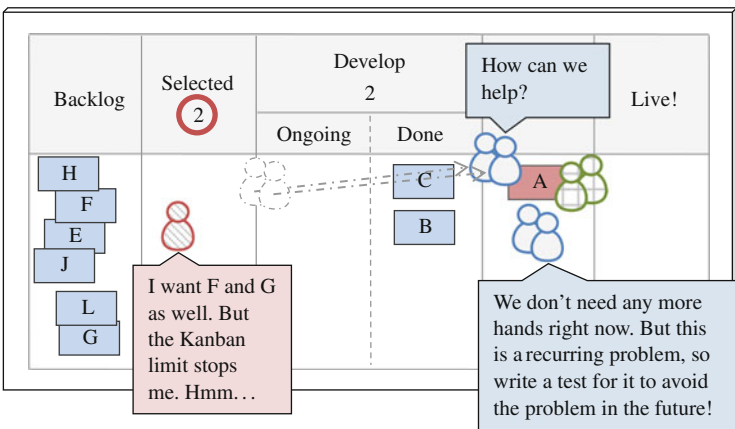 Backlog
Selected
2
Develop
2
Ongoing
Done
How can we
help?
Live!
H
F
E
J
L
G
C
B
A
I want F and G
as well. But
the Kanban
limit stops
me. Hmm...
We don't need any more
hands right now. But this
is a recurring problem, so
write a test for it to avoid
the problem in the future!